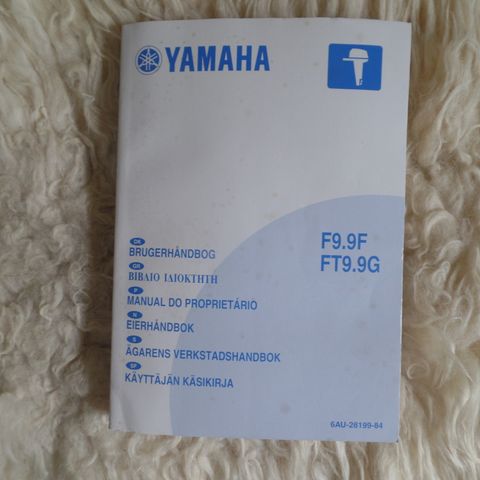 YAMAHA
F9.9F
FT9.9G
DK
BRUGERHÅNDBOG
GR
ΒΙΒΛΙΟ ΙΔΙΟΚΤΗΤΗ
P
MANUAL DO PROPRIETÁRIO
N
EIERHÅNDBOK
S
ÄGARENS VERKSTADSHANDBOK
SF
KÄYTTÄJÄN KÄSIKIRJA
6AU-28199-84